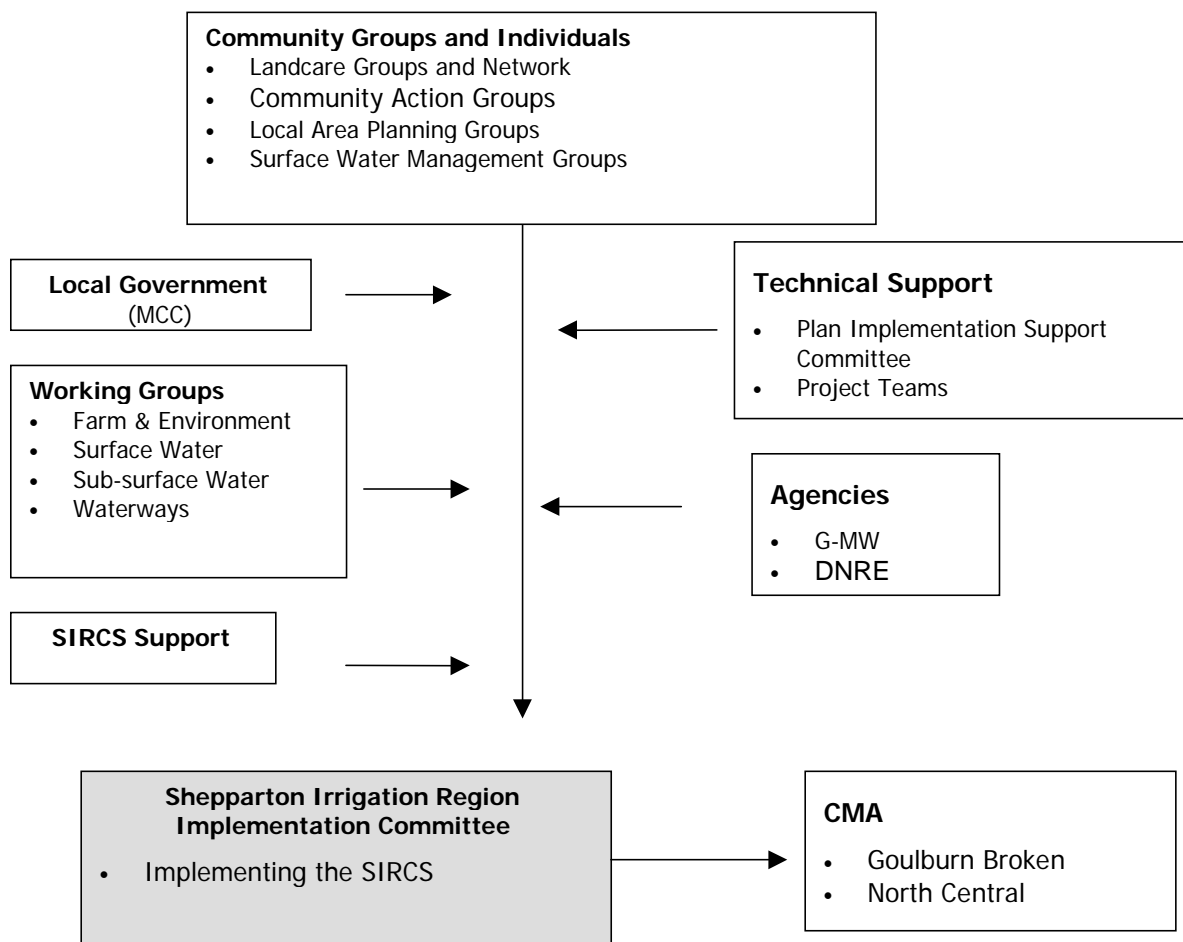 Community Groups and Individuals
• Landcare Groups and Network
• Community Action Groups
• Local Area Planning Groups
• Surface Water Management Groups
Local Government
(MCC)
Technical Support
• Plan Implementation Support
Committee
• Project Teams
Working Groups
• Farm & Environment
• Surface Water
• Sub-surface Water
• Waterways
Agencies
• G-MW
• DNRE
SIRCS Support
Shepparton Irrigation Region
Implementation Committee
• Implementing the SIRCS
CMA
• Goulburn Broken
• North Central